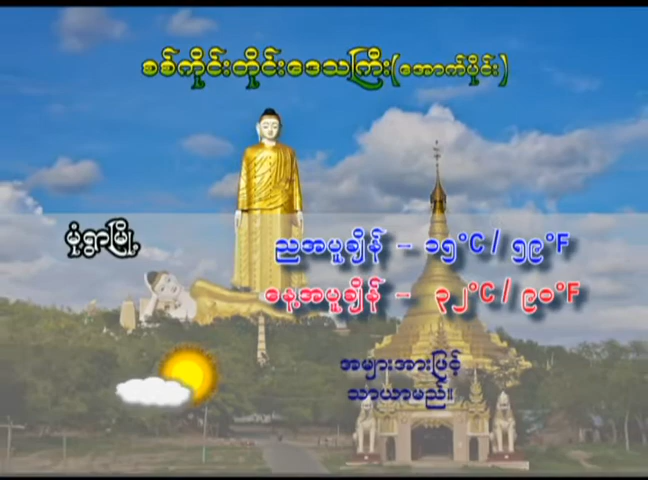 စစ်ကိုင်းတိုင်းဒေသကြီး(အောက်ပိုင်း)
မုံရွာမြို့
ညအပူချိန် – ၁၅°C / ၅၉°F
နေ့အပူချိန် – ၃၂°C / ၉၀°F
အများအားဖြင့်
သာယာမည်။